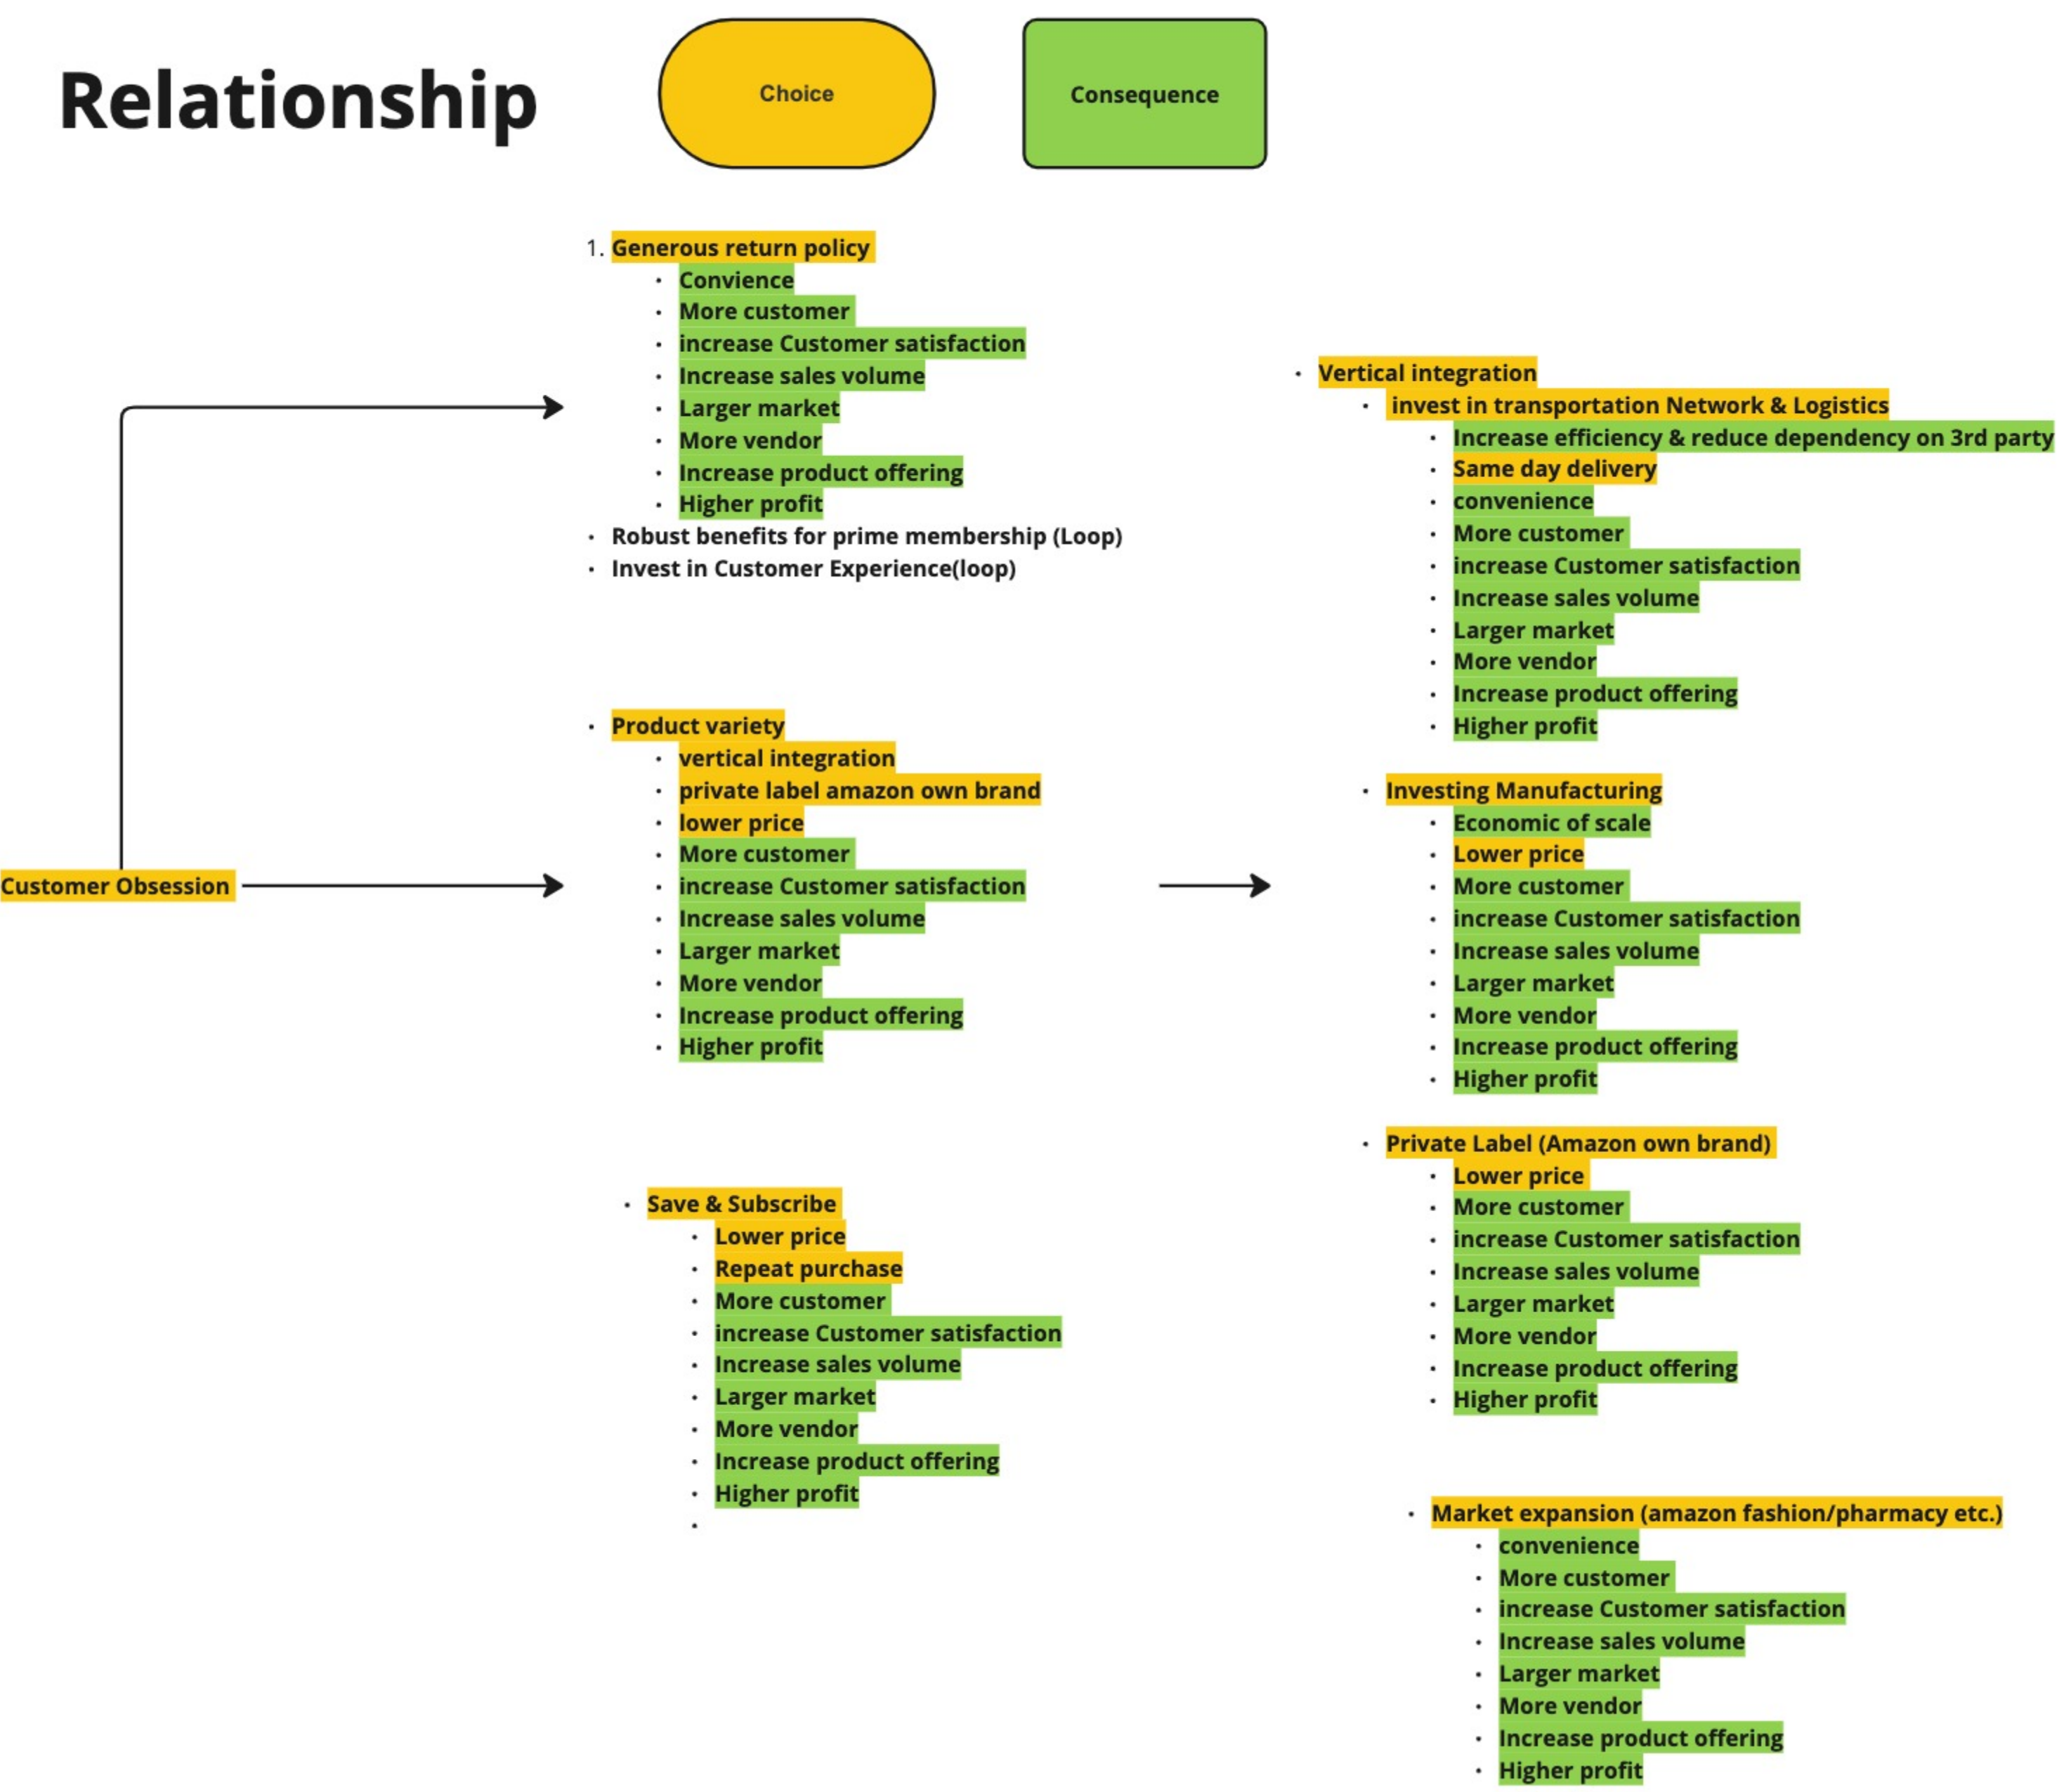 Relationship
Choice
Consequence
1. Generous return policy
· Convience
· More customer
· increase Customer satisfaction
· Increase sales volume
· Larger market
· More vendor
· Increase product offering
· Higher profit
· Robust benefits for prime membership (Loop)
· Invest in Customer Experience(loop)
Customer Obsession
· Product variety
· vertical integration
· private label amazon own brand
· lower price
· More customer
· increase Customer satisfaction
· Increase sales volume
· Larger market
· More vendor
· Increase product offering
· Higher profit
· Save & Subscribe
· Lower price
· Repeat purchase
· More customer
· increase Customer satisfaction
· Increase sales volume
· Larger market
· More vendor
· Increase product offering
· Higher profit
·
· Vertical integration
· invest in transportation Network & Logistics
· Increase efficiency & reduce dependency on 3rd party
· Same day delivery
· convenience
· More customer
· increase Customer satisfaction
· Increase sales volume
· Larger market
· More vendor
· Increase product offering
· Higher profit
· Investing Manufacturing
· Economic of scale
· Lower price
· More customer
· increase Customer satisfaction
· Increase sales volume
· Larger market
· More vendor
· Increase product offering
· Higher profit
· Private Label (Amazon own brand)
· Lower price
· More customer
· increase Customer satisfaction
· Increase sales volume
· Larger market
· More vendor
· Increase product offering
· Higher profit
· Market expansion (amazon fashion/pharmacy etc.)
· convenience
· More customer
· increase Customer satisfaction
· Increase sales volume
· Larger market
· More vendor
· Increase product offering
· Higher profit